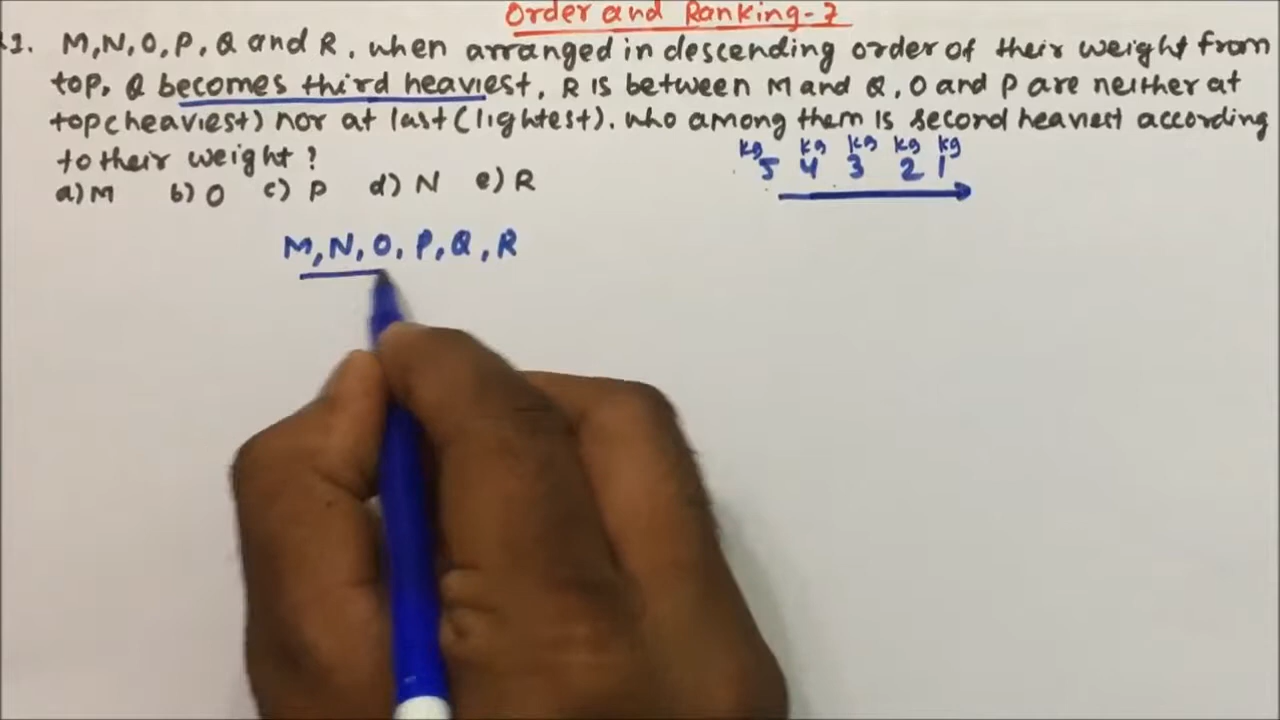 Order and Ranking-7
1. M,N,O,P,Q and R, when arranged in descending order of their weight from
top, Q becomes third heaviest, R is between M and Q, O and P are neither at
top(heaviest) nor at last(lightest). who among them is second heaviest according
to their weight?
kg kg kg kg kg
5 4 3 2 1
a) M b) O c) P d) N e) R
M,N,O,P,Q,R